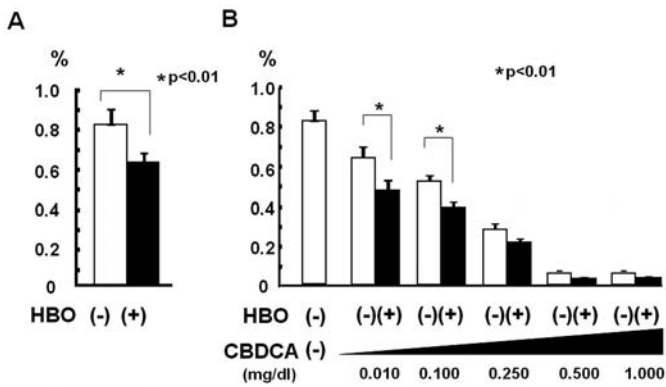 A
%
* p<0.01
*
1.0
0.8
0.6
0.4
0.2
0
HBO (-) (+)
B
%
* p<0.01
*
*
1.0
0.8
0.6
0.4
0.2
0
HBO (-) (-)(+) (-)(+) (-)(+) (-)(+) (-)(+)
CBDCA (-)
(mg/dl) 0.010 0.100 0.250 0.500 1.000